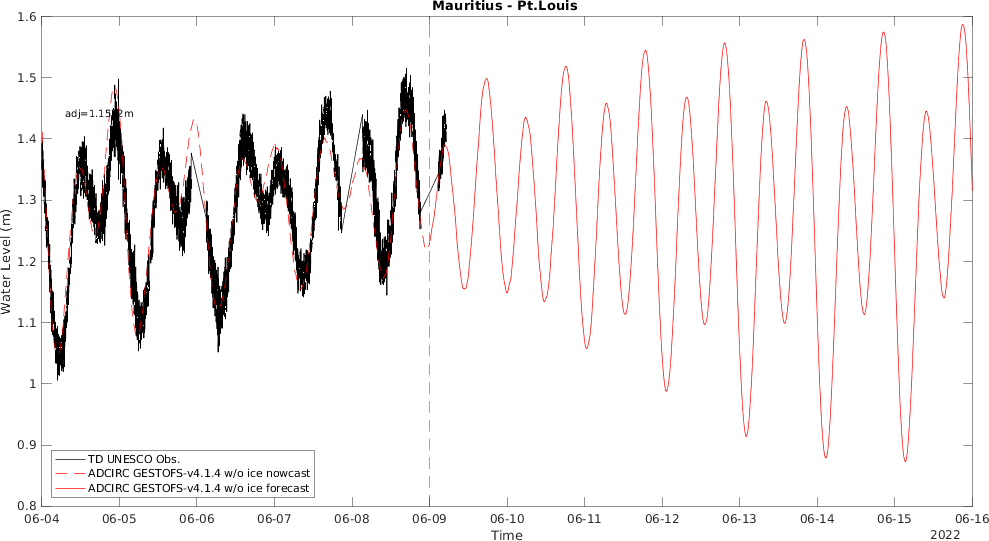 Mauritius - Pt.Louis
Water Level (m)
1.6
1.5
1.4
1.3
1.2
1.1
1
0.9
0.8
TD UNESCO Obs.
ADCIRC GESTOFS-v4.1.4 w/o ice nowcast
ADCIRC GESTOFS-v4.1.4 w/o ice forecast
06-04 06-05 06-06 06-07 06-08 06-09 06-10 06-11 06-12 06-13 06-14 06-15 06-16
Time
2022